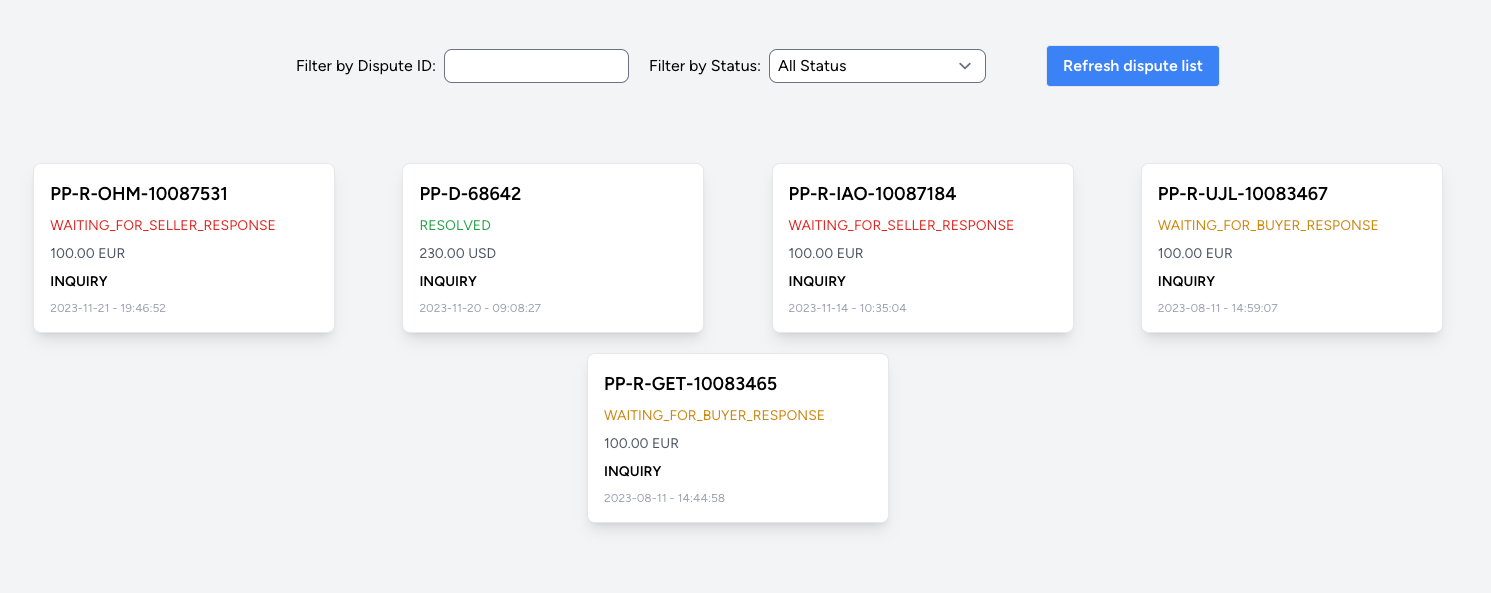 Filter by Dispute ID:
Filter by Status: All Status
Refresh dispute list
PP-R-OHM-10087531
WAITING_FOR_SELLER_RESPONSE
100.00 EUR
INQUIRY
2023-11-21 - 19:46:52
PP-D-68642
RESOLVED
230.00 USD
INQUIRY
2023-11-20 - 09:08:27
PP-R-IAO-10087184
WAITING_FOR_SELLER_RESPONSE
100.00 EUR
INQUIRY
2023-11-14 - 10:35:04
PP-R-UJL-10083467
WAITING_FOR_BUYER_RESPONSE
100.00 EUR
INQUIRY
2023-08-11 - 14:59:07
PP-R-GET-10083465
WAITING_FOR_BUYER_RESPONSE
100.00 EUR
INQUIRY
2023-08-11 - 14:44:58